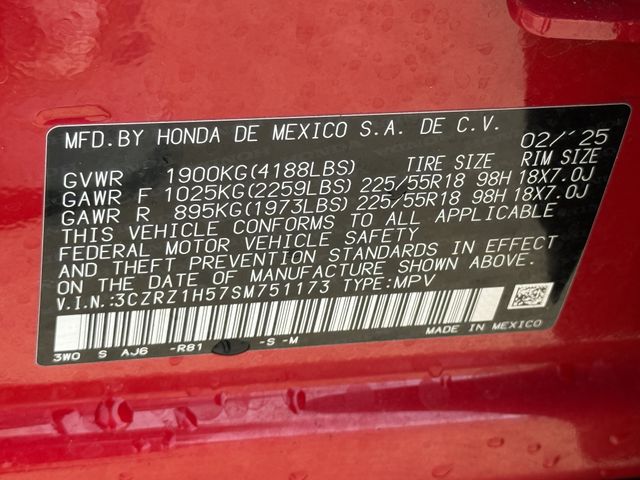 MFD. BY HONDA DE MEXICO S.A. DE C.V. 02/'25
GVWR 1900KG(4188LBS) TIRE SIZE RIM SIZE
GAWR F 1025KG(2259LBS) 225/55R18 98H 18X7.0J
GAWR R 895KG(1973LBS) 225/55R18 98H 18X7.0J
THIS VEHICLE CONFORMS TO ALL APPLICABLE
FEDERAL MOTOR VEHICLE SAFETY
AND THEFT PREVENTION STANDARDS IN EFFECT
ON THE DATE OF MANUFACTURE SHOWN ABOVE.
V.I.N.:3CZRZ1H57SM751173 TYPE:MPV
MADE IN MEXICO
3WO S AJ6 -R81 -S -M